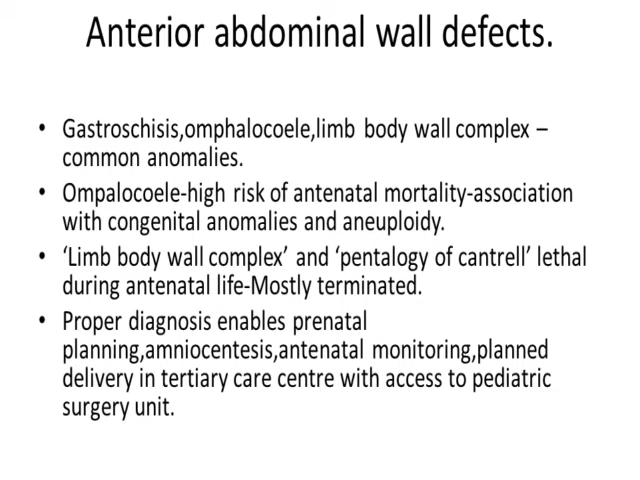 Anterior abdominal wall defects.
• Gastroschisis,omphalocoele,limb body wall complex –
common anomalies.
• Ompalocoele-high risk of antenatal mortality-association
with congenital anomalies and aneuploidy.
• ‘Limb body wall complex’ and ‘pentalogy of cantrell’ lethal
during antenatal life-Mostly terminated.
• Proper diagnosis enables prenatal
planning,amniocentesis,antenatal monitoring,planned
delivery in tertiary care centre with access to pediatric
surgery unit.